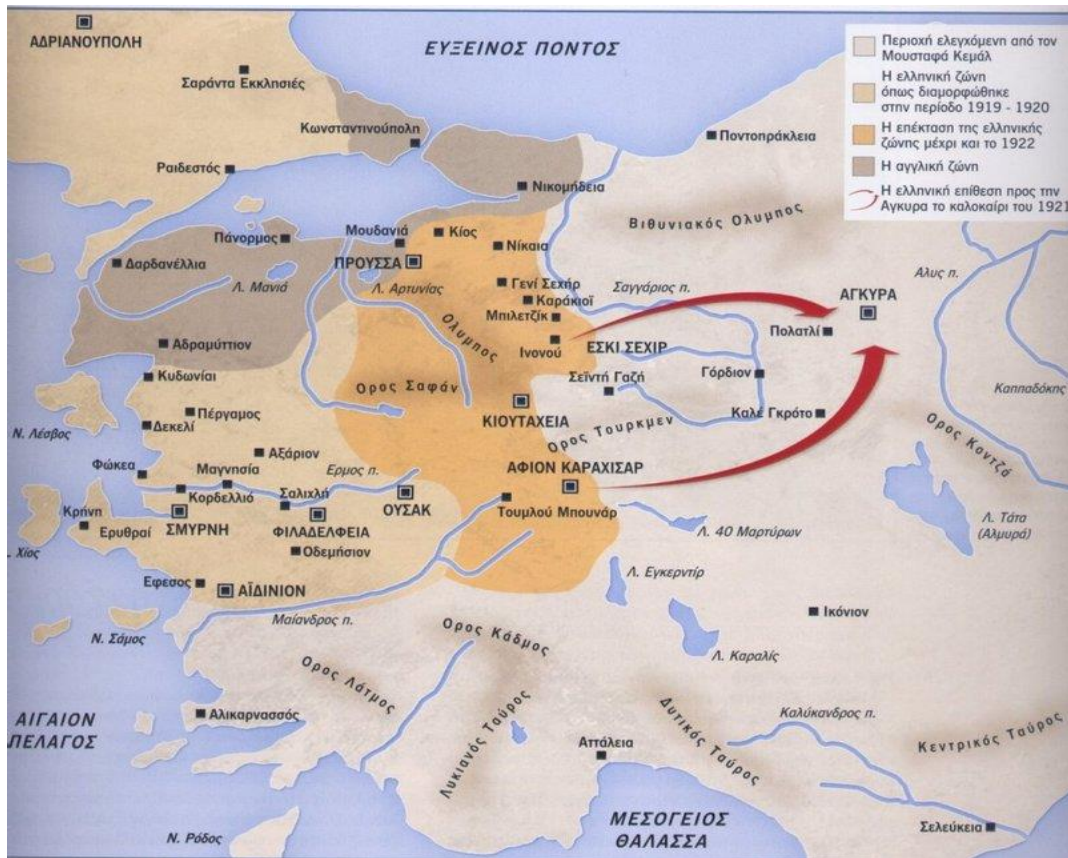 ΑΔΡΙΑΝΟΥΠΟΛΗ
Σαράντα Εκκλησιές
ΕΥΞΕΙΝΟΣ ΠΟΝΤΟΣ
Περιοχή ελεγχόμενη από τον
Μουσταφά Κεμάλ
Η ελληνική ζώνη
όπως διαμορφώθηκε
στην περίοδο 1919 - 1920
Η επέκταση της ελληνικής
ζώνης μέχρι και το 1922
Η αγγλική ζώνη
Η ελληνική επίθεση προς την
Άγκυρα το καλοκαίρι του 1921
Κωνσταντινούπολη
Ποντοηράκλεια
Ραιδεστός
Νικομήδεια
Βιθυνιακός Ολυμπος
Πάνορμος
Μουδανιά
Κίος
Νίκαια
Δαρδανέλλια
ΠΡΟΥΣΣΑ
Λ. Μανιά
Λ. Αρτυνίας
Γενί Σεχήρ
Καράκιοϊ
Μπιλετζίκ
Σαγγάριος π.
Αλυς π.
ΑΓΚΥΡΑ
Πολατλί
Αδραμύττιον
Ολυμπος
Ινονού
ΕΣΚΙ ΣΕΧΙΡ
Κυδωνίαι
Ορος Σαφάν
Σεϊντή Γαζή
Γόρδιον
Καππαδόκης
Πέργαμος
Δεκελί
Ν. Λέσβος
ΚΙΟΥΤΑΧΕΙΑ
Καλέ Γκρότο
Ορος Τουρκμεν
Ορος Κοντζά
Αξάριον
Φώκεα
Μαγνησία
Ερμος π.
ΑΦΙΟΝ ΚΑΡΑΧΙΣΑΡ
Κορδελλιό
Σαλιχλή
ΟΥΣΑΚ
Τουμλού Μπουνάρ
Κρήνη
Ερυθραί
ΣΜΥΡΝΗ
ΦΙΛΑΔΕΛΦΕΙΑ
Λ. 40 Μαρτύρων
Λ. Τάτα
(Αλμυρά)
. Χίος
Οδεμήσιον
Εφεσος
ΑΪΔΙΝΙΟΝ
Λ. Εγκερντίρ
Ικόνιον
Μαίανδρος π.
Ν. Σάμος
Ορος Κάδμος
Λ. Καραλίς
Ορος Λάτμος
Αλικαρνασσός
ΑΙΓΑΙΟΝ
ΠΕΛΑΓΟΣ
Λυκιανός Ταύρος
Δυτικός Ταύρος
Καλύκανδρος π.
Κεντρικός Ταύρος
Αττάλεια
ΜΕΣΟΓΕΙΟΣ
ΘΑΛΑΣΣΑ
Σελεύκεια
Ν. Ρόδος